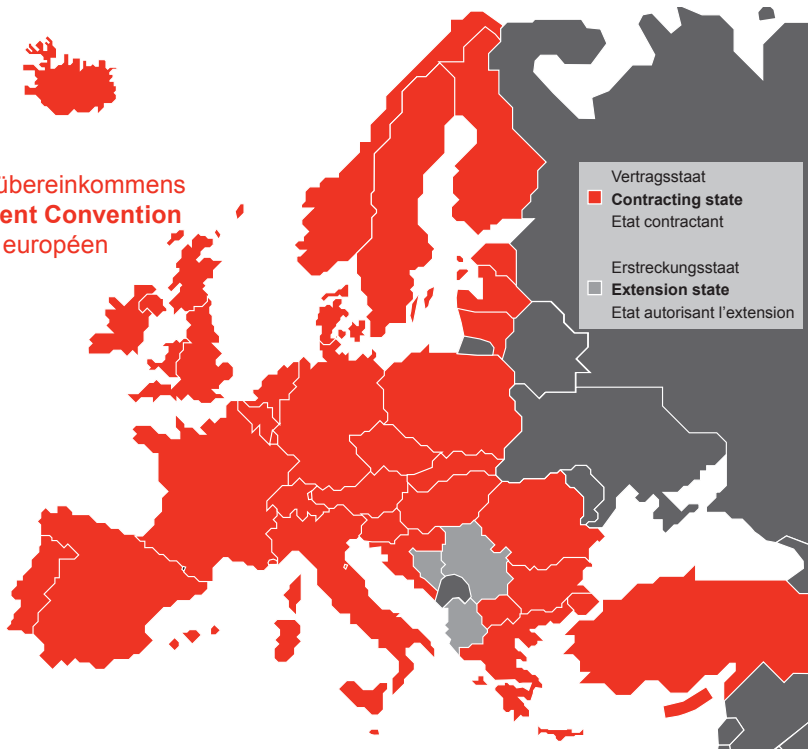 übereinkommens
ent Convention
européen
Vertragsstaat
Contracting state
Etat contractant
Erstreckungsstaat
Extension state
Etat autorisant l'extension